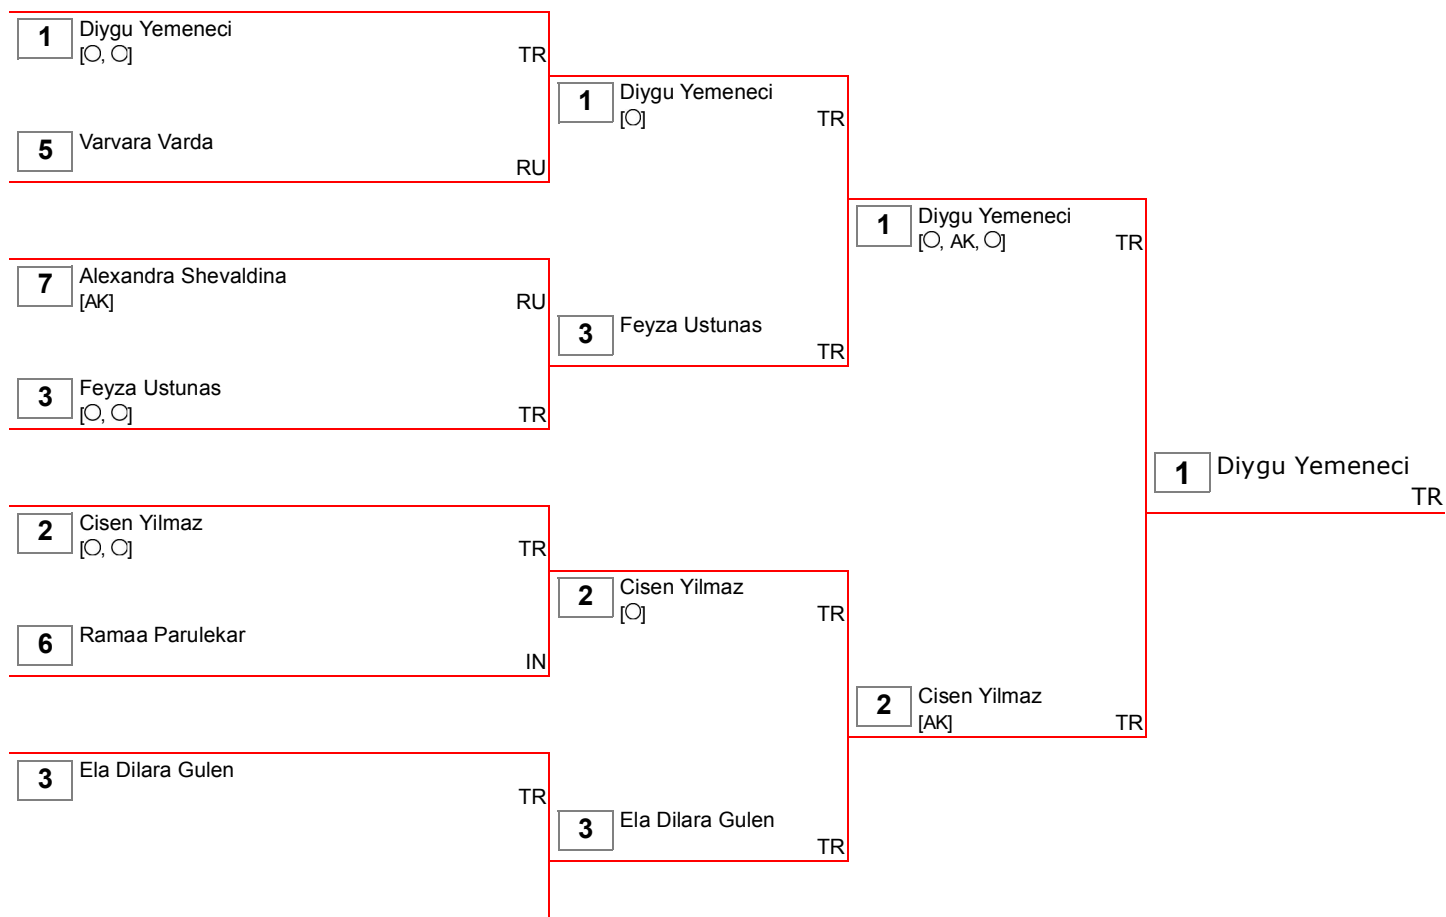 1 Diygu Yemeneci
[○, ○] TR
5 Varvara Varda
RU
7 Alexandra Shevaldina
[AK] RU
3 Feyza Ustunas
[○, ○] TR
2 Cisen Yilmaz
[○, ○] TR
6 Ramaa Parulekar
IN
3 Ela Dilara Gulen
TR
1 Diygu Yemeneci
[○] TR
3 Feyza Ustunas
TR
2 Cisen Yilmaz
[○] TR
3 Ela Dilara Gulen
TR
1 Diygu Yemeneci
[○, AK, ○] TR
2 Cisen Yilmaz
[AK] TR
1 Diygu Yemeneci
TR